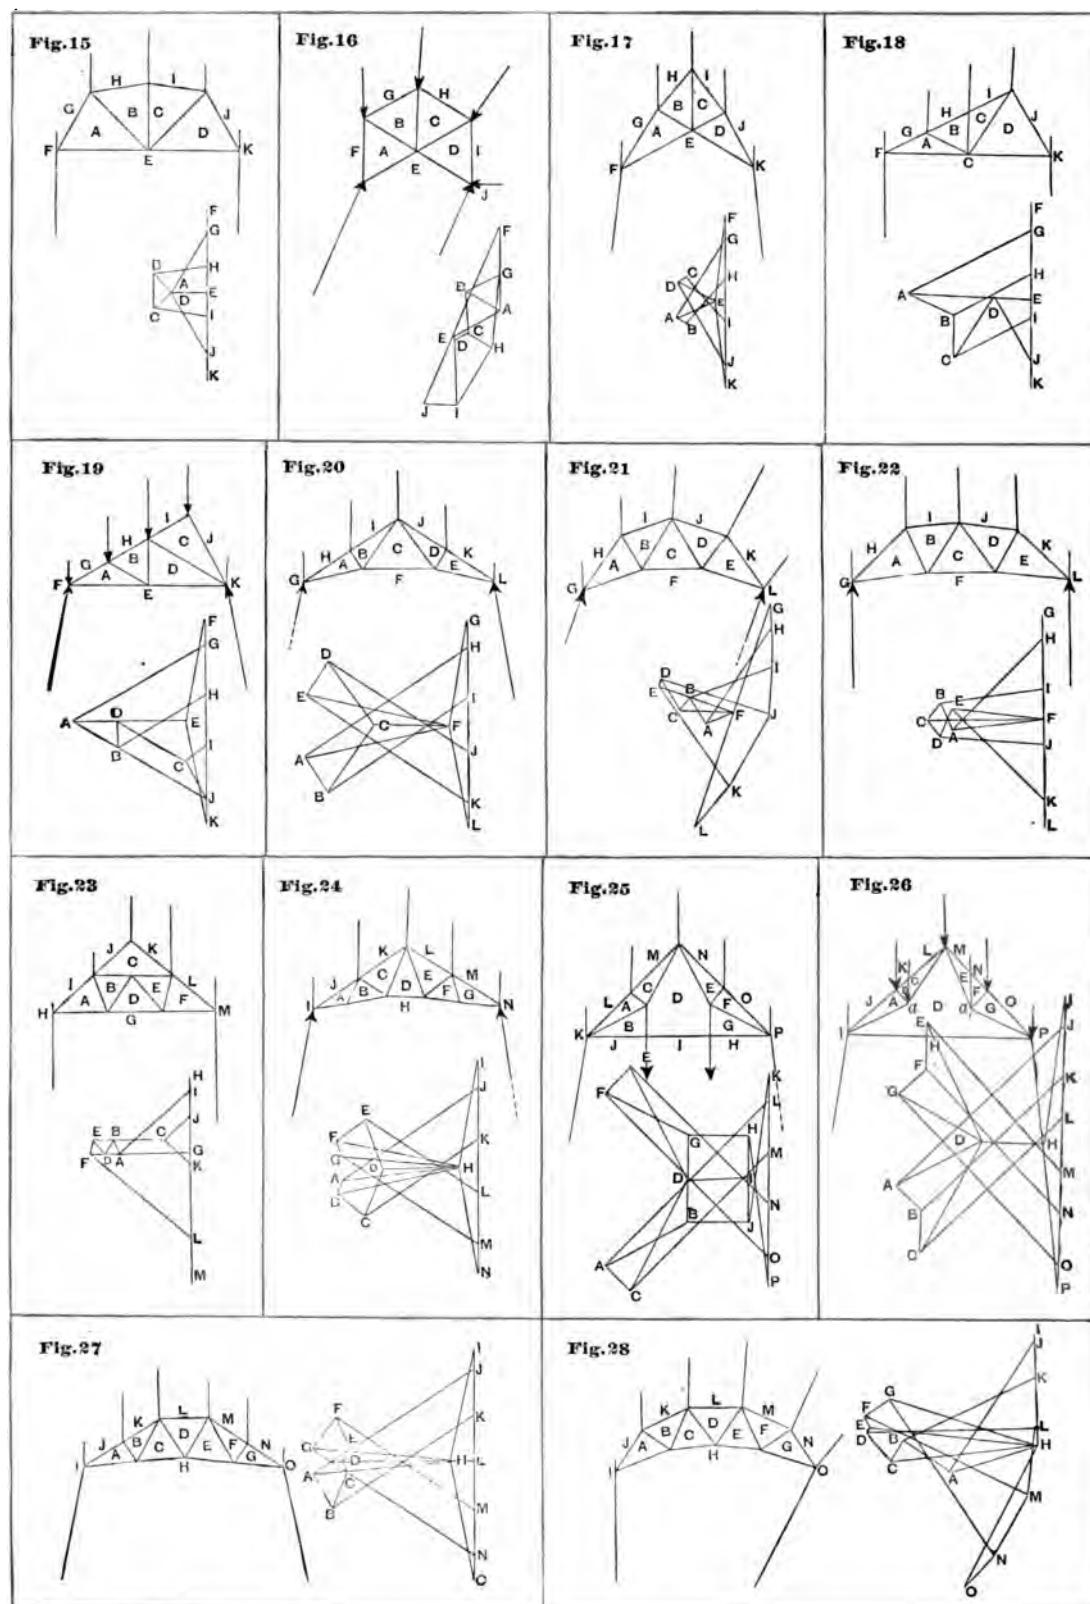 Fig.15
H I
G B C J
A D
F E K
F
G
B H
A
D E
C I
J
K
Fig.16
G H
B C
F A D I
E
J
F
B G
A
E C
D H
J I
Fig.17
H I
B C
G A D J
E
F K
F
G
C H
D
E
A I
B
J
K
Fig.18
I
H C
G B D J
A
F C K
F
G
H
A E
D
B I
C J
K
Fig.19
I
H C
G B J
A D
F E K
F
G
H
A D E
B I
C
J
K
Fig.20
I J
H B C D K
A E
G F L
G
D H
E I
C F
A J
B K
L
Fig.21
I J
B D
H C K
A E
G F L
G
H
D I
E B
C F J
A
K
L
Fig.22
I J
H B D K
A C E
G F L
G
H
B E I
C F
D A J
K
L
Fig.23
J K
C
I B E L
A D F
H G M
H
I
J
E B C
F D A G
K
L
M
Fig.24
K L
J C E M
B D F G
I A H N
I
J
E
F K
G D H
A
B L
C
M
N
Fig.25
M N
L C E O
A D F
B G
K J I H P
E
K
F L
G H
M
D I
N
B J
A O
C P
Fig.26
L M
K E N
J C F O
A D G
I a a P
E J
H
F K
G
L
D H
A M
B N
C O
P
Fig.27
L
K M
J B D F N
A C E G
I H O
I
J
F K
E
G D H L
A
C
B M
N
C
Fig.28
L
K M
J B D F N
A C E G
I H O
I
J
G K
F
E L
D B H
C A
M
N
O